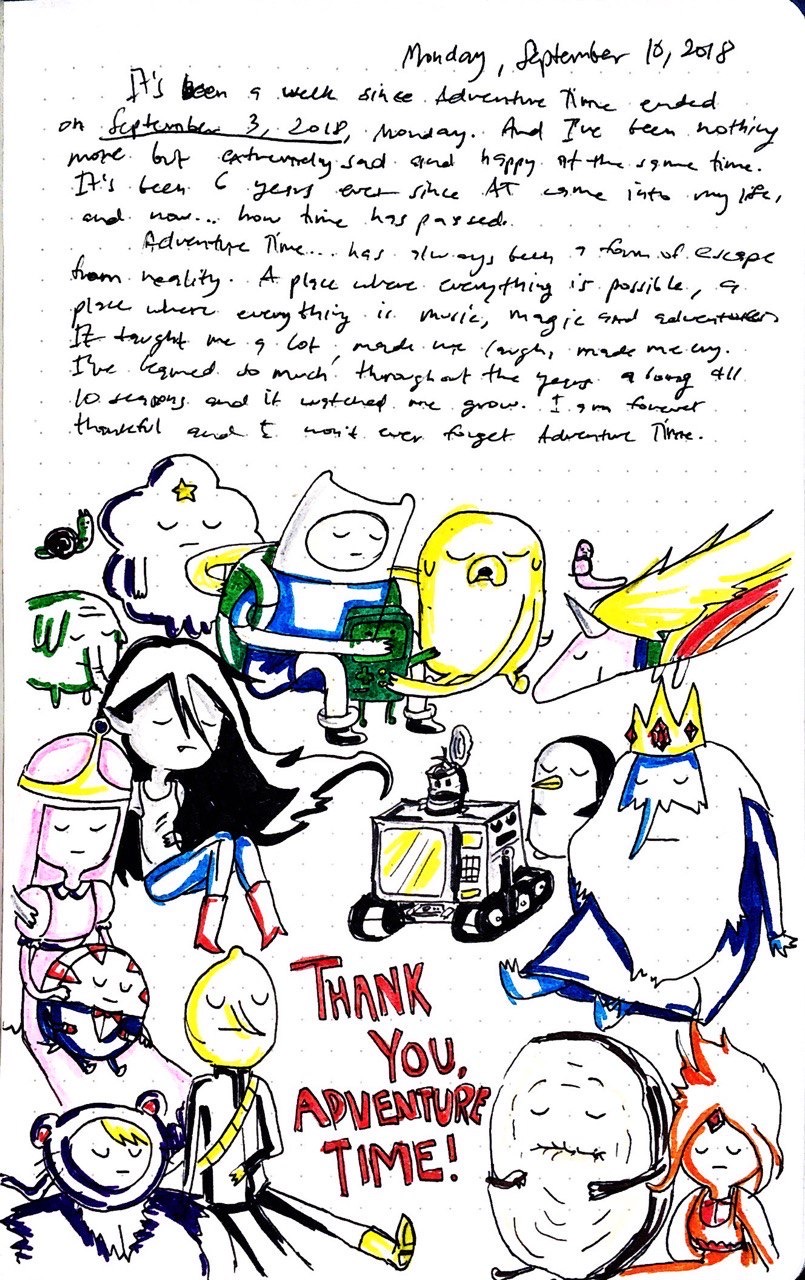 Monday, September 10, 2018
It's been a week since Adventure Time ended
on September 3, 2018, Monday. And I've been nothing
more but extremely sad and happy at the same time.
It's been 6 years ever since AT came into my life,
and now... how time has passed.
Adventure Time... has always been a form of escape
from reality. A place where everything is possible, a
place where everything is music, magic and adventures
It taught me a lot, made me laugh, made me cry.
I've learned so much throughout the years along all
10 seasons and it watched me grow. I am forever
thankful and I won't ever forget Adventure Time.
THANK
YOU,
ADVENTURE
TIME!